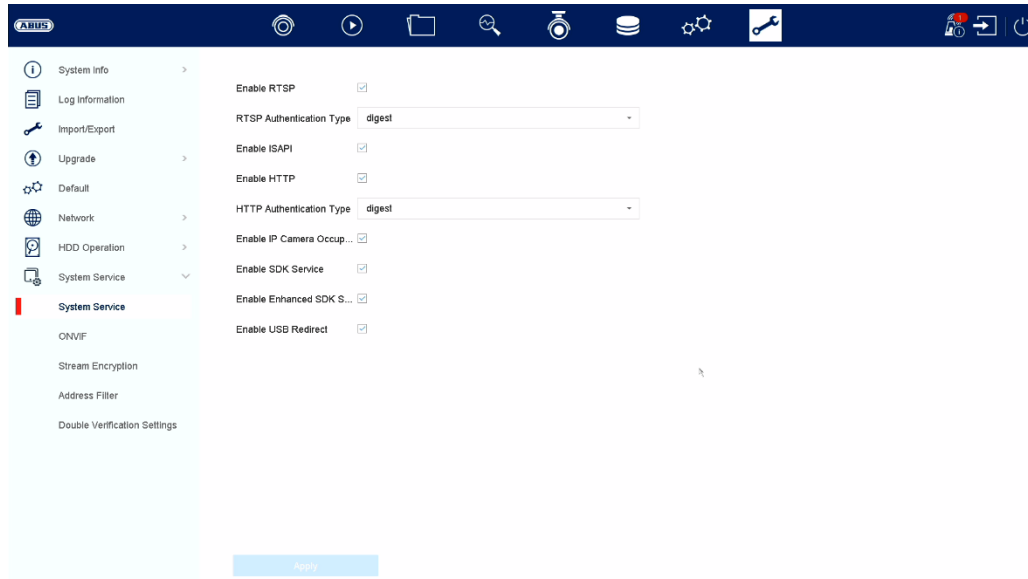 ABUS
1
System Info
Log Information
Import/Export
Upgrade
Default
Network
HDD Operation
System Service
System Service
ONVIF
Stream Encryption
Address Filter
Double Verification Settings
Enable RTSP
RTSP Authentication Type digest
Enable ISAPI
Enable HTTP
HTTP Authentication Type digest
Enable IP Camera Occup...
Enable SDK Service
Enable Enhanced SDK S...
Enable USB Redirect
Apply